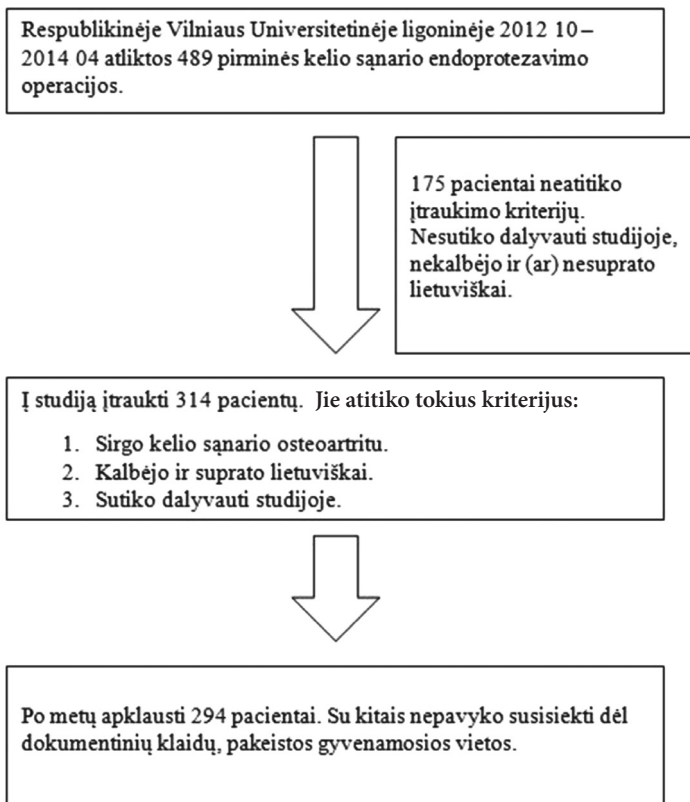 Respublikinėje Vilniaus Universitetinėje ligoninėje 2012 10 –
2014 04 atliktos 489 pirminės kelio sąnario endoprotezavimo
operacijos.
175 pacientai neatitiko
įtraukimo kriterijų.
Nesutiko dalyvauti studijoje,
nekalbėjo ir (ar) nesuprato
lietuviškai.
Į studiją įtraukti 314 pacientų. Jie atitiko tokius kriterijus:
1. Sirgo kelio sąnario osteoartritu.
2. Kalbėjo ir suprato lietuviškai.
3. Sutiko dalyvauti studijoje.
Po metų apklausti 294 pacientai. Su kitais nepavyko susisiekti dėl
dokumentinių klaidų, pakeistos gyvenamosios vietos.